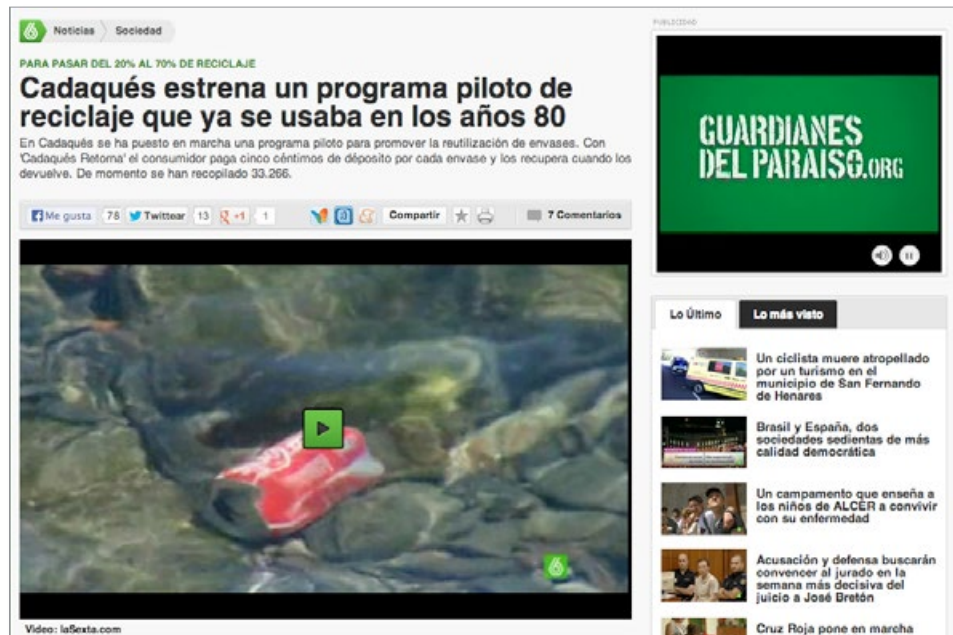 Noticias
Sociedad
PARA PASAR DEL 20% AL 70% DE RECICLAJE
Cadaqués estrena un programa piloto de
reciclaje que ya se usaba en los años 80
En Cadaqués se ha puesto en marcha una programa piloto para promover la reutilización de envases. Con
'Cadaqués Retorna' el consumidor paga cinco céntimos de déposito por cada envase y los recupera cuando los
devuelve. De momento se han recopilado 33.266.
Me gusta 78 Twittear 13 +1 1 Compartir 7 Comentarios
Vídeo: laSexta.com
PUBLICIDAD
GUARDIANES
DEL PARAISO.ORG
Lo Último Lo más visto
Un ciclista muere atropellado
por un turismo en el
municipio de San Fernando
de Henares
Brasil y España, dos
sociedades sedientas de más
calidad democrática
Un campamento que enseña a
los niños de ALCER a convivir
con su enfermedad
Acusación y defensa buscarán
convencer al jurado en la
semana más decisiva del
juicio a José Bretón
Cruz Roja pone en marcha